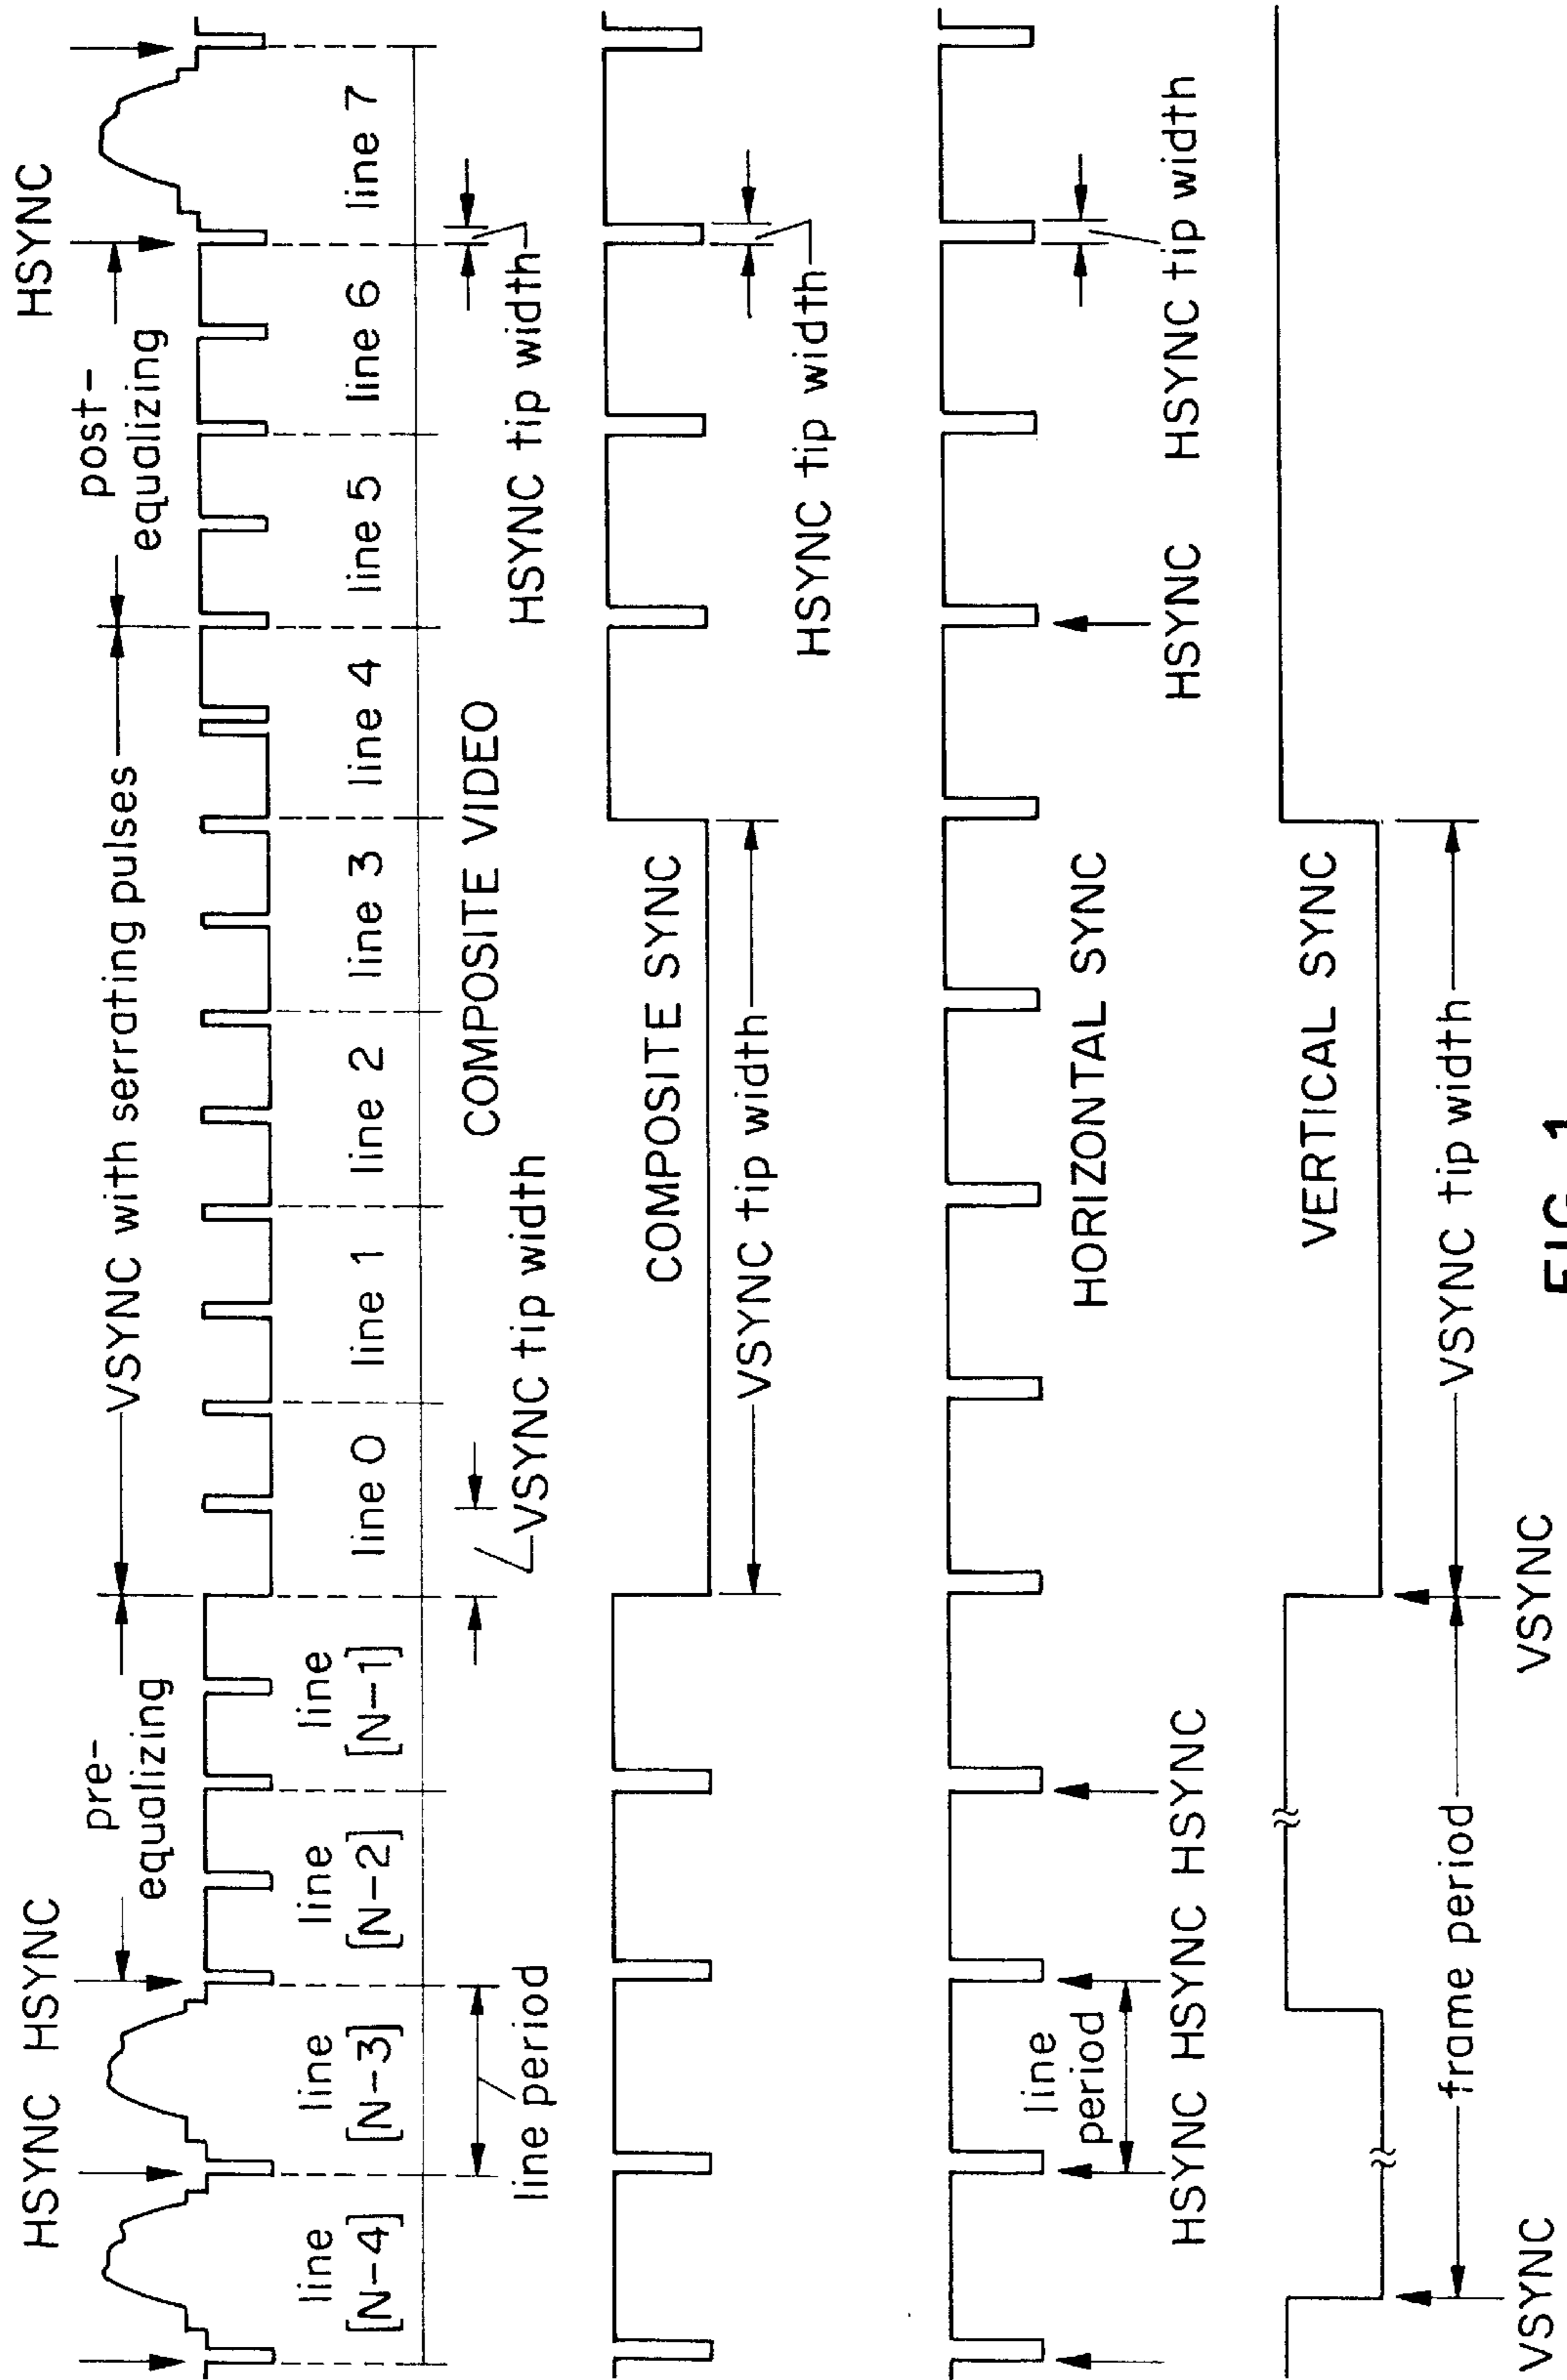 HSYNC HSYNC
HSYNC
pre-
equalizing
VSYNC with serrating pulses
post-
equalizing
line
[N-4]
line
[N-3]
line
[N-2]
line
[N-1]
line 0
line 1
line 2
line 3
line 4
line 5
line 6
line 7
line period
VSYNC tip width
COMPOSITE VIDEO
HSYNC tip width
COMPOSITE SYNC
VSYNC tip width
HSYNC tip width
line
period
HORIZONTAL SYNC
HSYNC HSYNC HSYNC
HSYNC
HSYNC tip width
VERTICAL SYNC
frame period
VSYNC tip width
VSYNC
VSYNC
FIG. 1